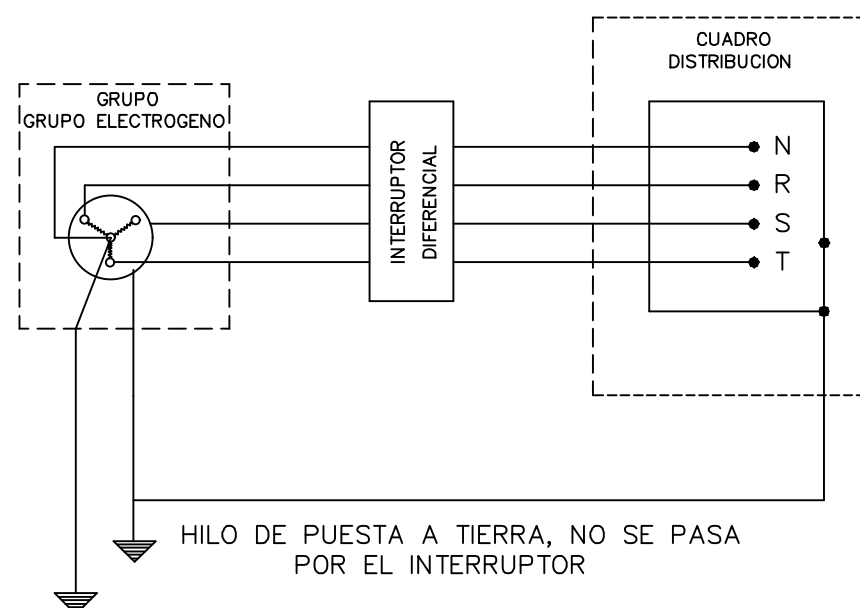 CUADRO
DISTRIBUCION
GRUPO
GRUPO ELECTROGENO
INTERRUPTOR
DIFERENCIAL
N
R
S
T
HILO DE PUESTA A TIERRA, NO SE PASA
POR EL INTERRUPTOR